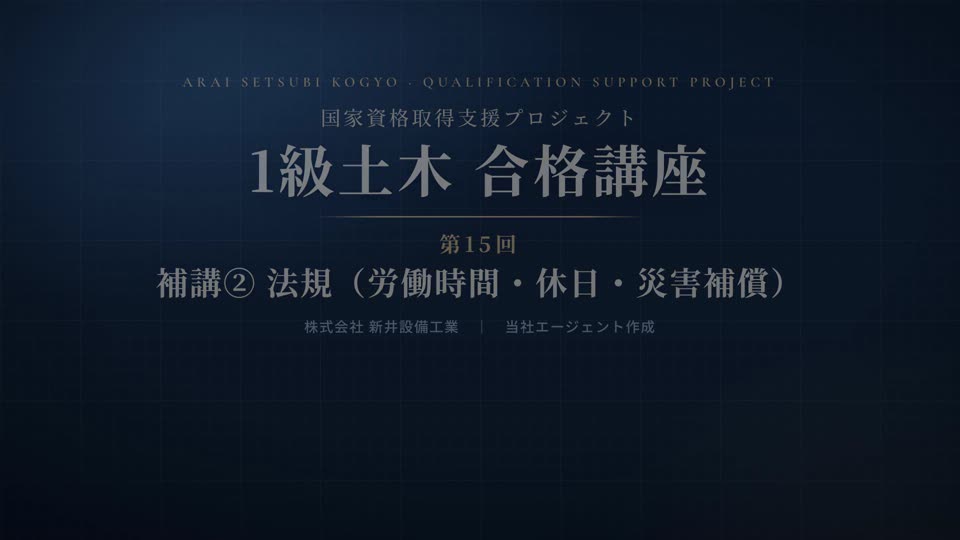 ARAI SETSUBI KOGYO · QUALIFICATION SUPPORT PROJECT
国家資格取得支援プロジェクト
1級土木 合格講座
第15回
補講② 法規（労働時間・休日・災害補償）
株式会社 新井設備工業 ｜ 当社エージェント作成